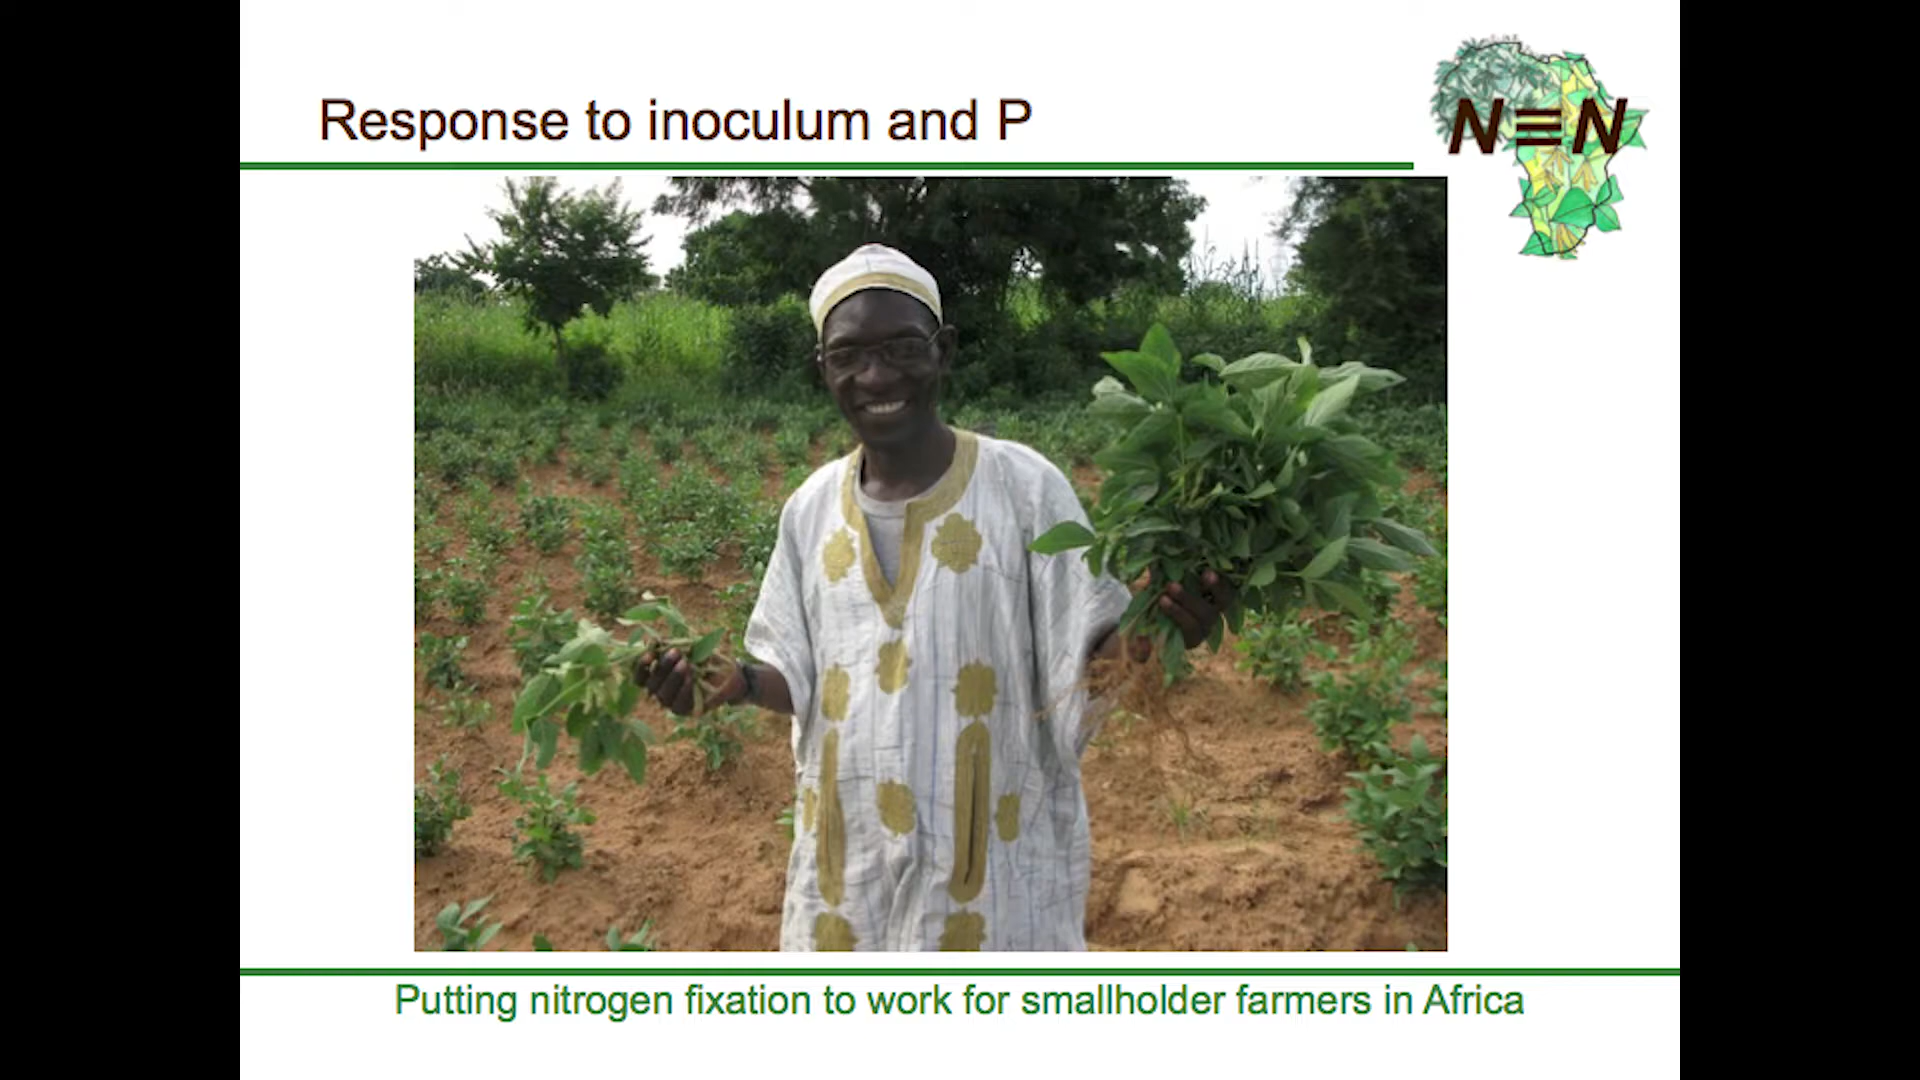 Response to inoculum and P
N≡N
Putting nitrogen fixation to work for smallholder farmers in Africa